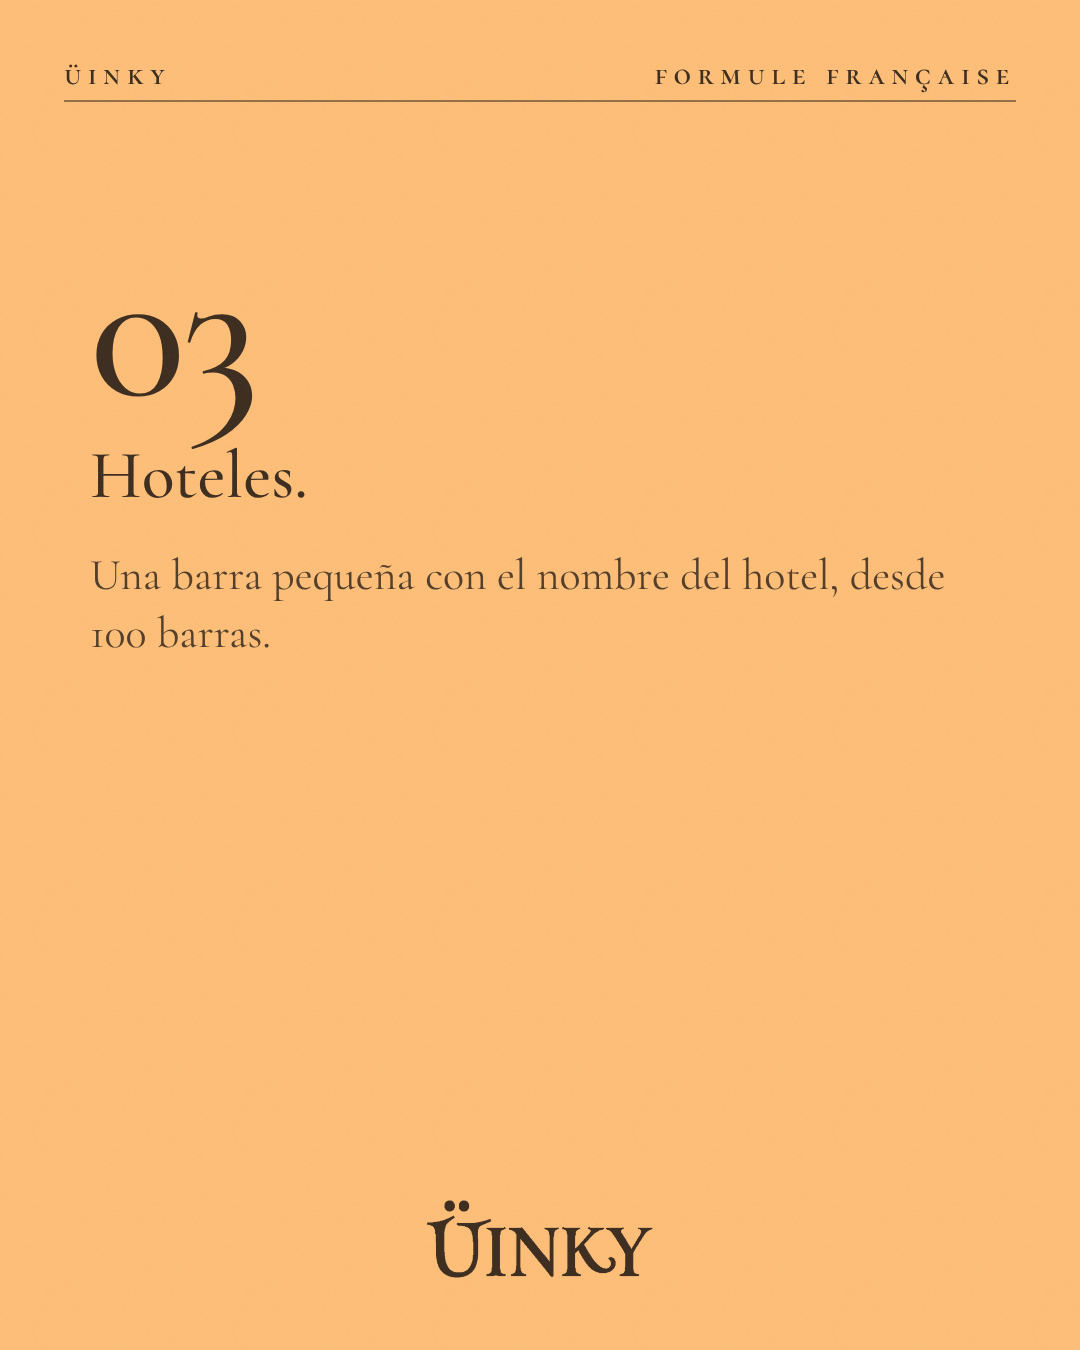 ÜINKY
FORMULE FRANÇAISE
03
Hoteles.
Una barra pequeña con el nombre del hotel, desde
100 barras.
ÜINKY